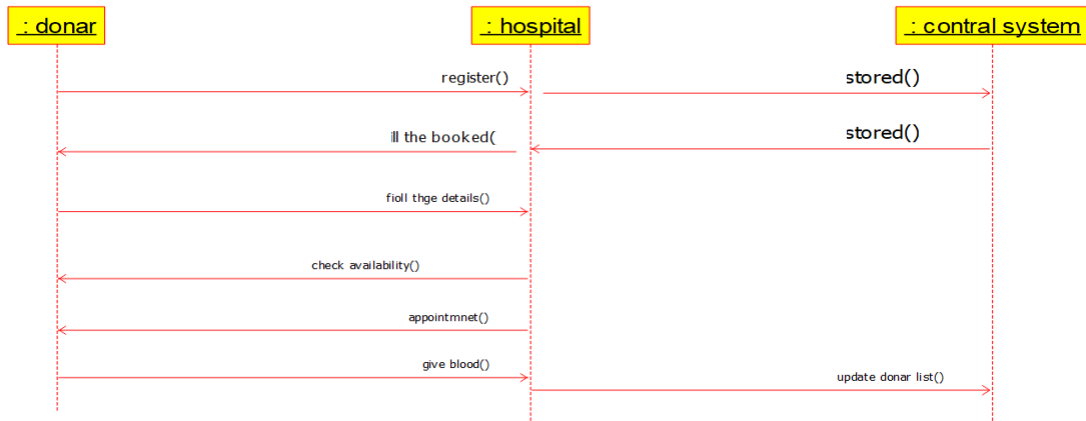 : donar
: hospital
: contral system
register()
stored()
ill the booked(
stored()
fioll thge details()
check availability()
appointmnet()
give blood()
update donar list()